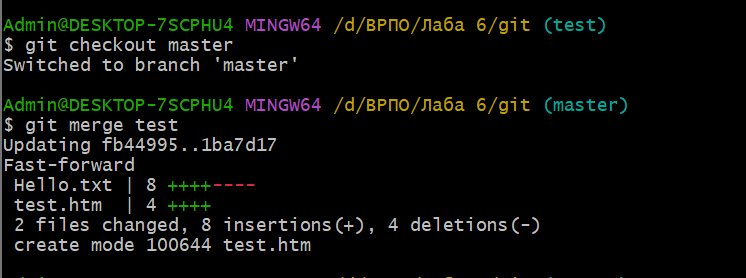 Admin@DESKTOP-7SCPHU4 MINGW64 /d/ВРПО/Лаба 6/git (test)
$ git checkout master
Switched to branch 'master'
Admin@DESKTOP-7SCPHU4 MINGW64 /d/ВРПО/Лаба 6/git (master)
$ git merge test
Updating fb44995..1ba7d17
Fast-forward
 Hello.txt | 8 ++++----
 test.htm  | 4 ++++
 2 files changed, 8 insertions(+), 4 deletions(-)
 create mode 100644 test.htm